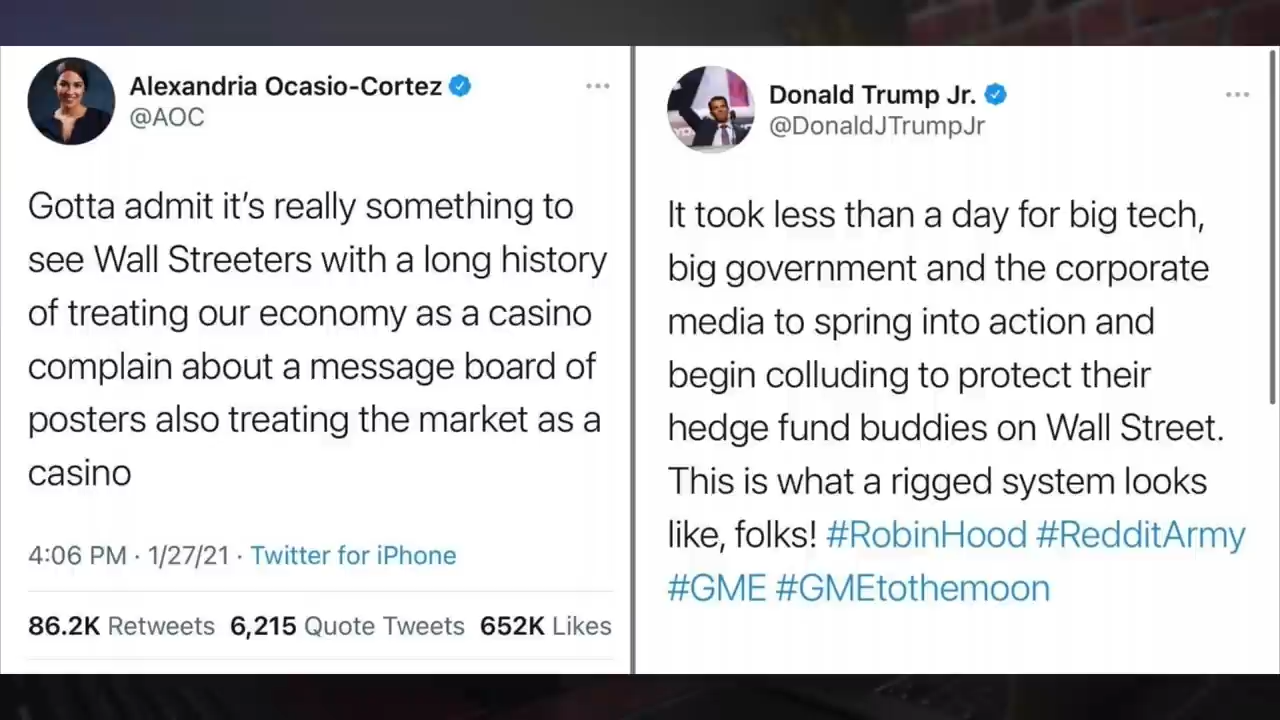 Alexandria Ocasio-Cortez
@AOC
Gotta admit it's really something to
see Wall Streeters with a long history
of treating our economy as a casino
complain about a message board of
posters also treating the market as a
casino
4:06 PM · 1/27/21 · Twitter for iPhone
86.2K Retweets 6,215 Quote Tweets 652K Likes
Donald Trump Jr.
@DonaldJTrumpJr
It took less than a day for big tech,
big government and the corporate
media to spring into action and
begin colluding to protect their
hedge fund buddies on Wall Street.
This is what a rigged system looks
like, folks! #RobinHood #RedditArmy
#GME #GMEtothemoon